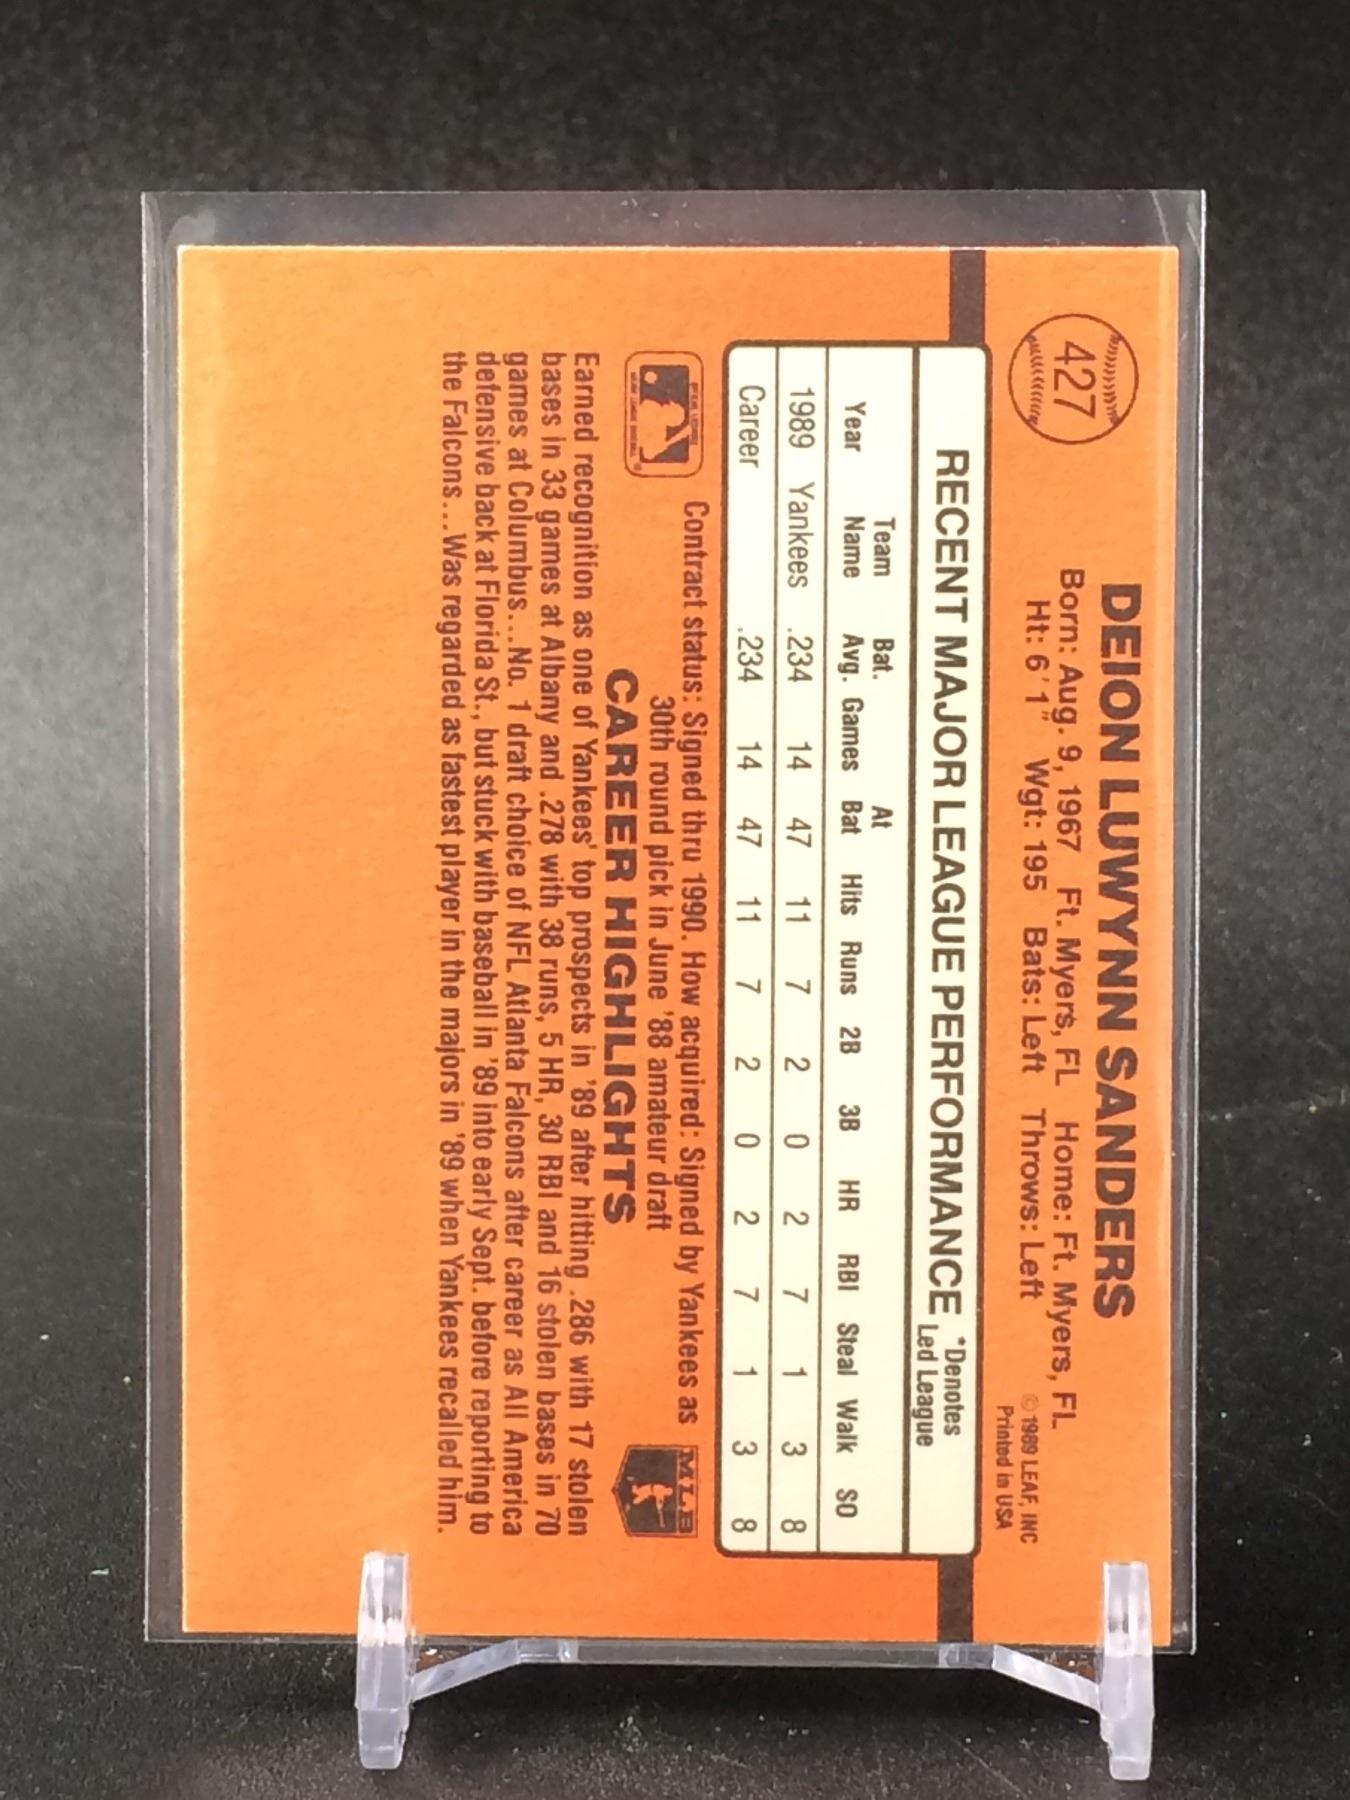 427
DEION LUWYNN SANDERS
Born: Aug. 9, 1967 Ft. Myers, FL Home: Ft. Myers, FL
Ht: 6'1" Wgt: 195 Bats: Left Throws: Left
© 1989 LEAF, INC
Printed in USA
RECENT MAJOR LEAGUE PERFORMANCE *Denotes
Led League
Team Bat. At
Year Name Avg. Games Bat Hits Runs 2B 3B HR RBI Steal Walk SO
1989 Yankees .234 14 47 11 7 2 0 2 7 1 3 8
Career .234 14 47 11 7 2 0 2 7 1 3 8
Contract status: Signed thru 1990. How acquired: Signed by Yankees as
30th round pick in June '88 amateur draft
MLB
CAREER HIGHLIGHTS
Earned recognition as one of Yankees' top prospects in '89 after hitting .286 with 17 stolen
bases in 33 games at Albany and .278 with 38 runs, 5 HR, 30 RBI and 16 stolen bases in 70
games at Columbus...No. 1 draft choice of NFL Atlanta Falcons after career as All America
defensive back at Florida St., but stuck with baseball in '89 into early Sept. before reporting to
the Falcons...Was regarded as fastest player in the majors in '89 when Yankees recalled him.